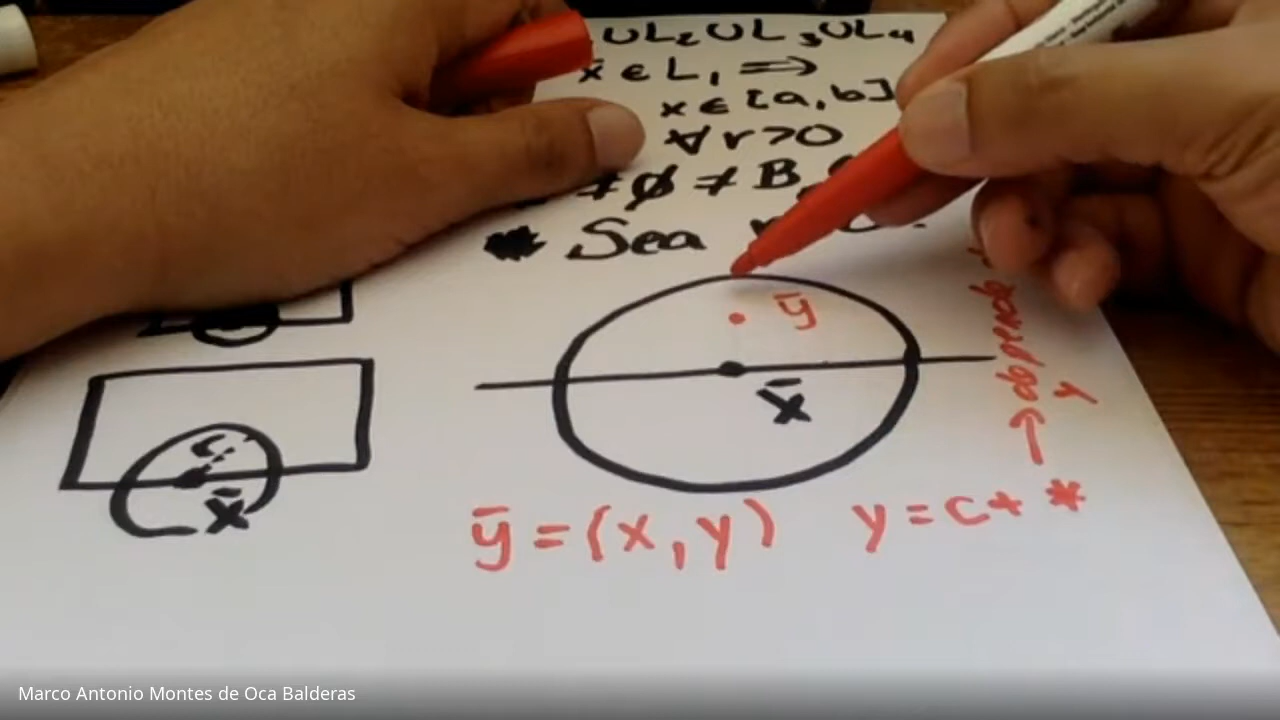 UL₂UL₃UL₄
x̄ ∈ L₁ ⟹
x ∈ [a,b]
∀ r>0
≠ ∅ ≠ B
Sea
ȳ
x̄
r
x̄
ȳ = (x, y) y = c + *
→ depende
y
Marco Antonio Montes de Oca Balderas